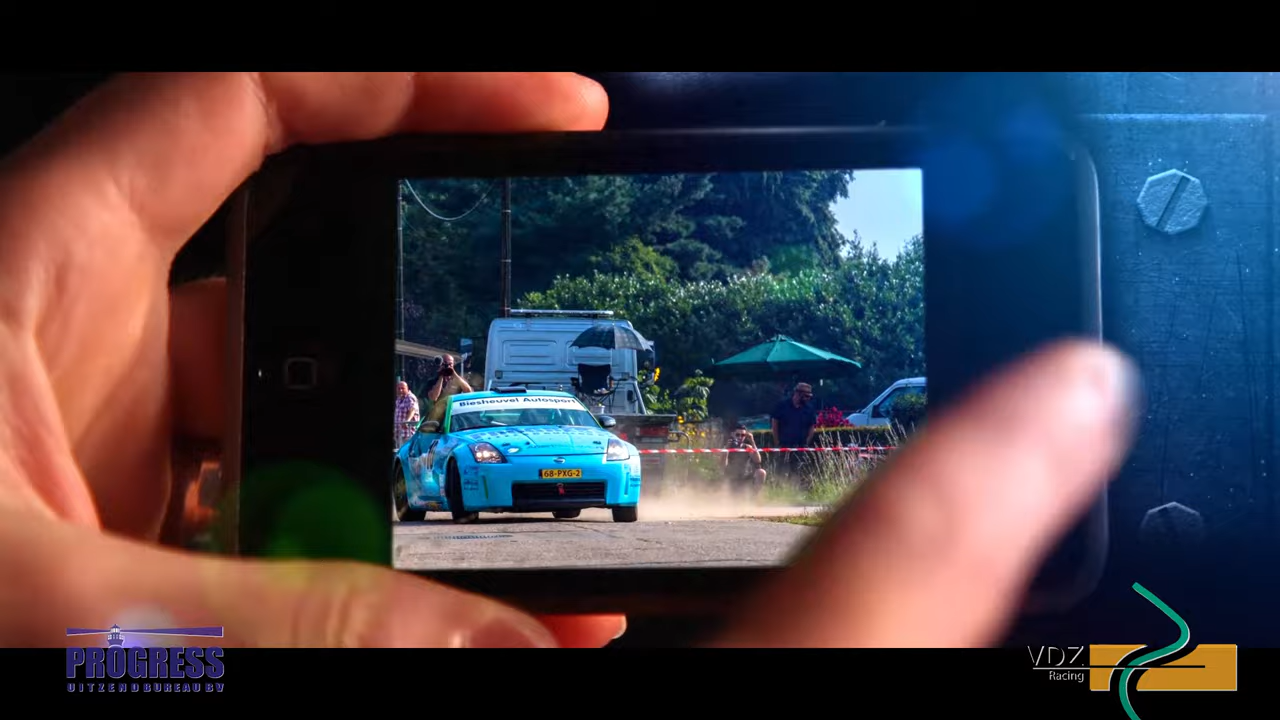 Biesheuvel Autosport
68-PXG-2
PROGRESS
UITZENDBUREAU BV
VDZ
Racing